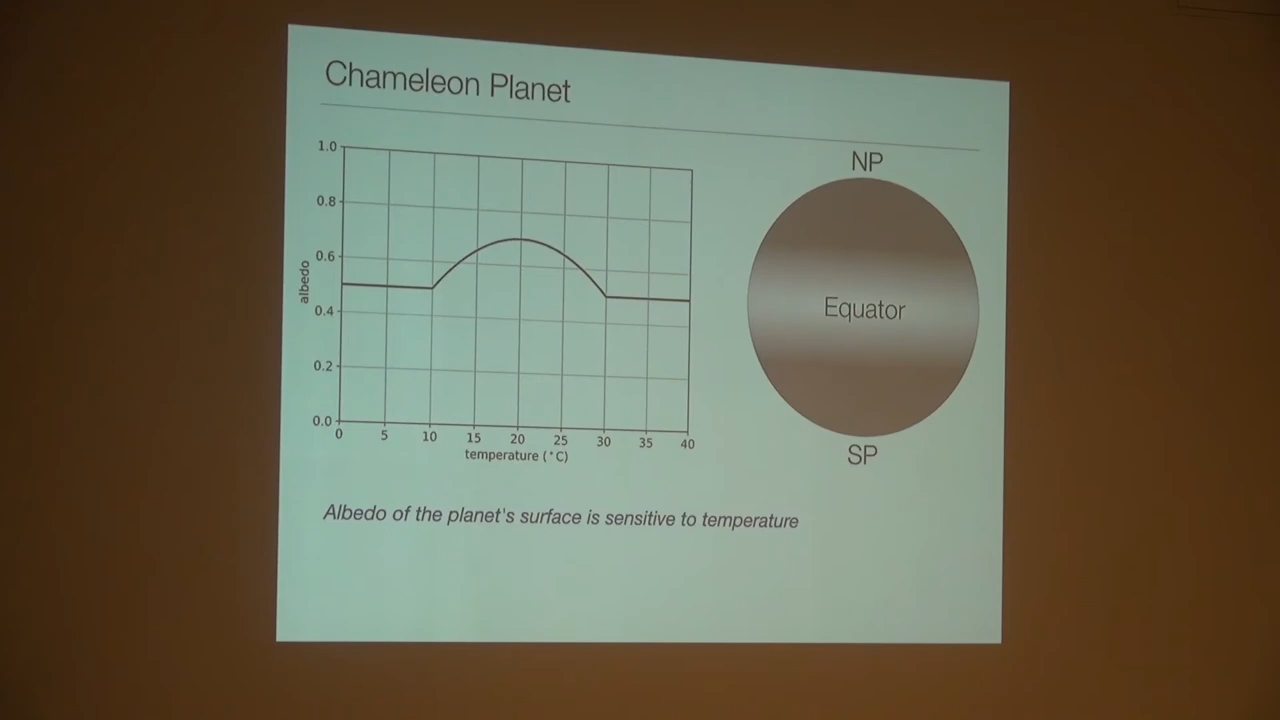 Chameleon Planet
1.0
0.8
0.6
0.4
0.2
0.0
albedo
0 5 10 15 20 25 30 35 40
temperature (°C)
NP
Equator
SP
Albedo of the planet's surface is sensitive to temperature